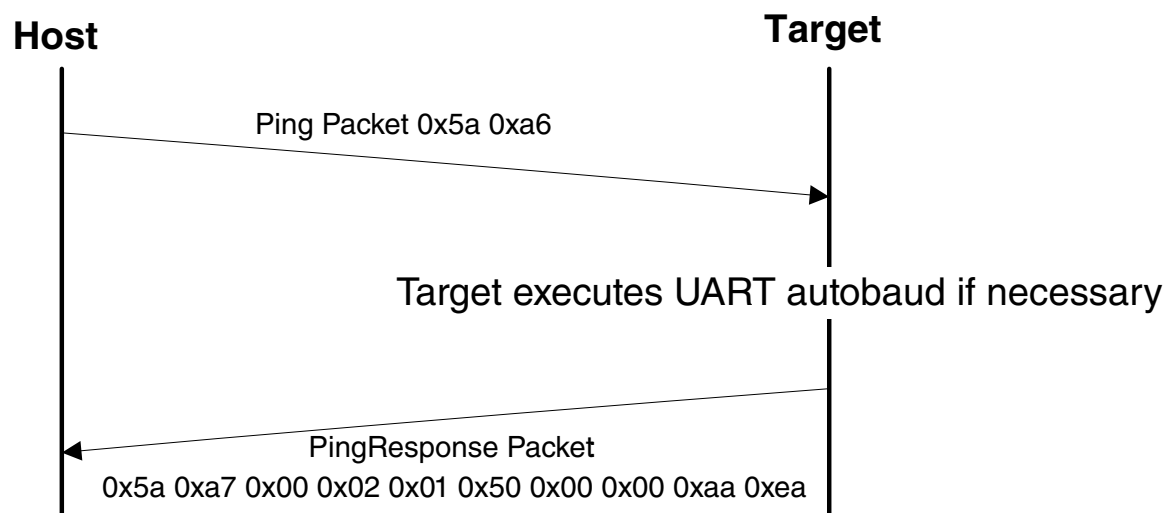 Host
Target
Ping Packet 0x5a 0xa6
Target executes UART autobaud if necessary
PingResponse Packet
0x5a 0xa7 0x00 0x02 0x01 0x50 0x00 0x00 0xaa 0xea